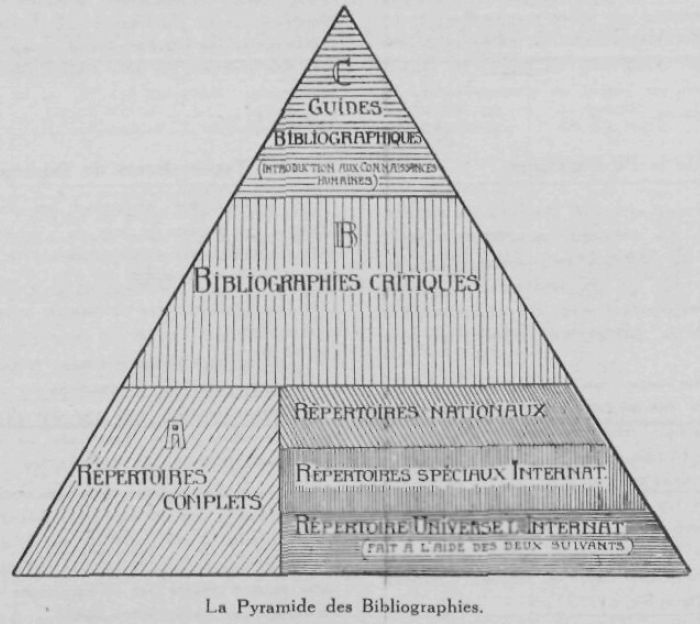 C
GUIDES
BIBLIOGRAPHIQUES
(INTRODUCTION AUX CONNAISSANCES
HUMAINES)
B
BIBLIOGRAPHIES CRITIQUES
A
RÉPERTOIRES
COMPLETS
RÉPERTOIRES NATIONAUX
RÉPERTOIRES SPÉCIAUX INTERNAT.
RÉPERTOIRE UNIVERSEL INTERNAT
(FAIT À L'AIDE DES DEUX SUIVANTS)
La Pyramide des Bibliographies.